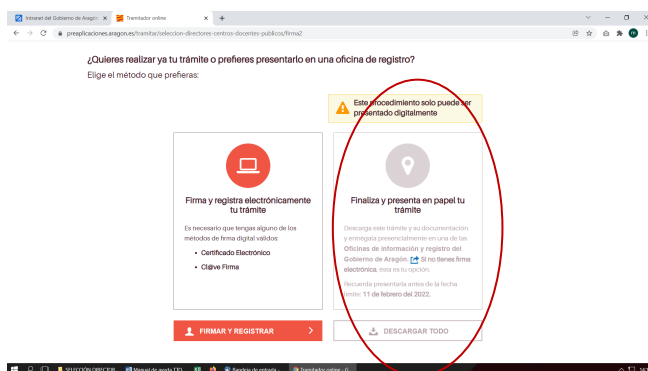 Intranet del Gobierno de Aragón
Tramitador online
preaplicaciones.aragon.es/tramitar/seleccion-directores-centros-docentes-publicos/firma2
¿Quieres realizar ya tu trámite o prefieres presentarlo en una oficina de registro?
Elige el método que prefieras:
Este procedimiento solo puede ser
presentado digitalmente
Firma y registra electrónicamente
tu trámite
Es necesario que tengas alguno de los
métodos de firma digital válidos:
• Certificado Electrónico
• Cl@ve Firma
FIRMAR Y REGISTRAR
Finaliza y presenta en papel tu
trámite
Descarga este trámite y su documentación
y entrégala presencialmente en una de las
Oficinas de información y registro del
Gobierno de Aragón. Si no tienes firma
electrónica, ésta es tu opción.
Recuerda presentarla antes de la fecha
límite: 11 de febrero del 2022.
DESCARGAR TODO
SELECCIÓN DIRECTOR
Manual de ayuda TTO
Bandeja de entrada -
Tramitador online - G